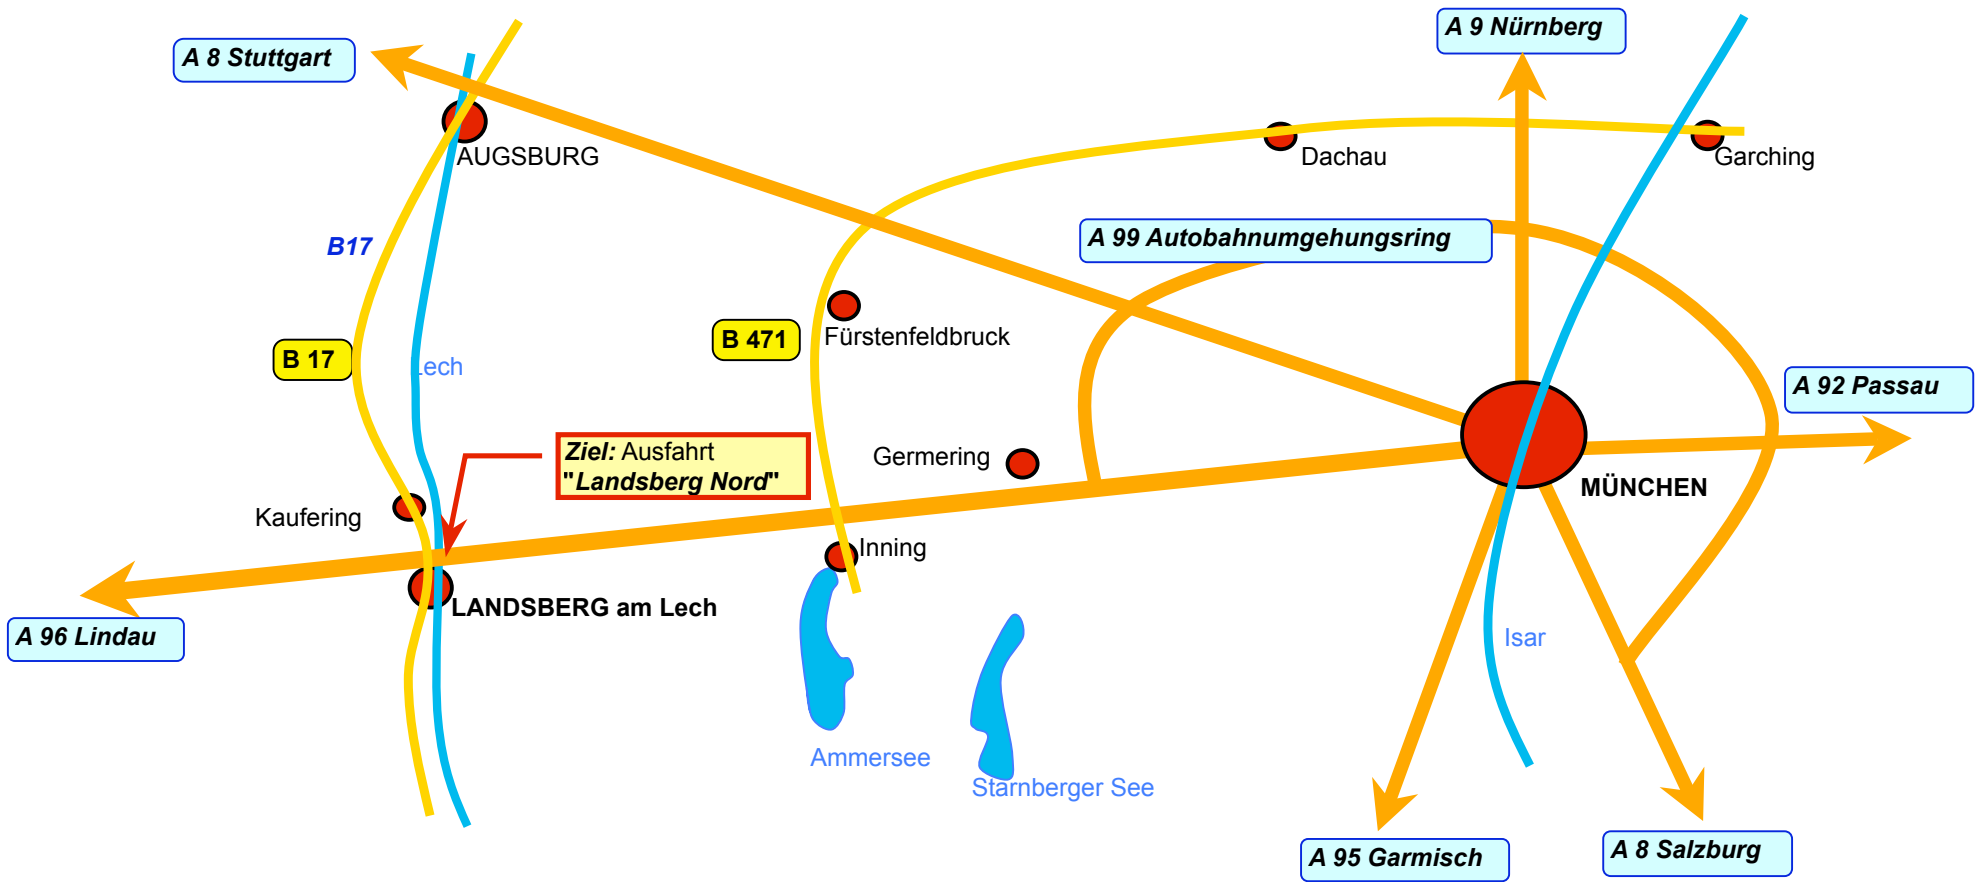 A 9 Nürnberg
A 8 Stuttgart
AUGSBURG
Dachau
Garching
B17
A 99 Autobahnumgehungsring
B 17
Lech
B 471
Fürstenfeldbruck
A 92 Passau
Ziel: Ausfahrt
"Landsberg Nord"
Germering
MÜNCHEN
Kaufering
Inning
LANDSBERG am Lech
A 96 Lindau
Isar
Ammersee
Starnberger See
A 95 Garmisch
A 8 Salzburg